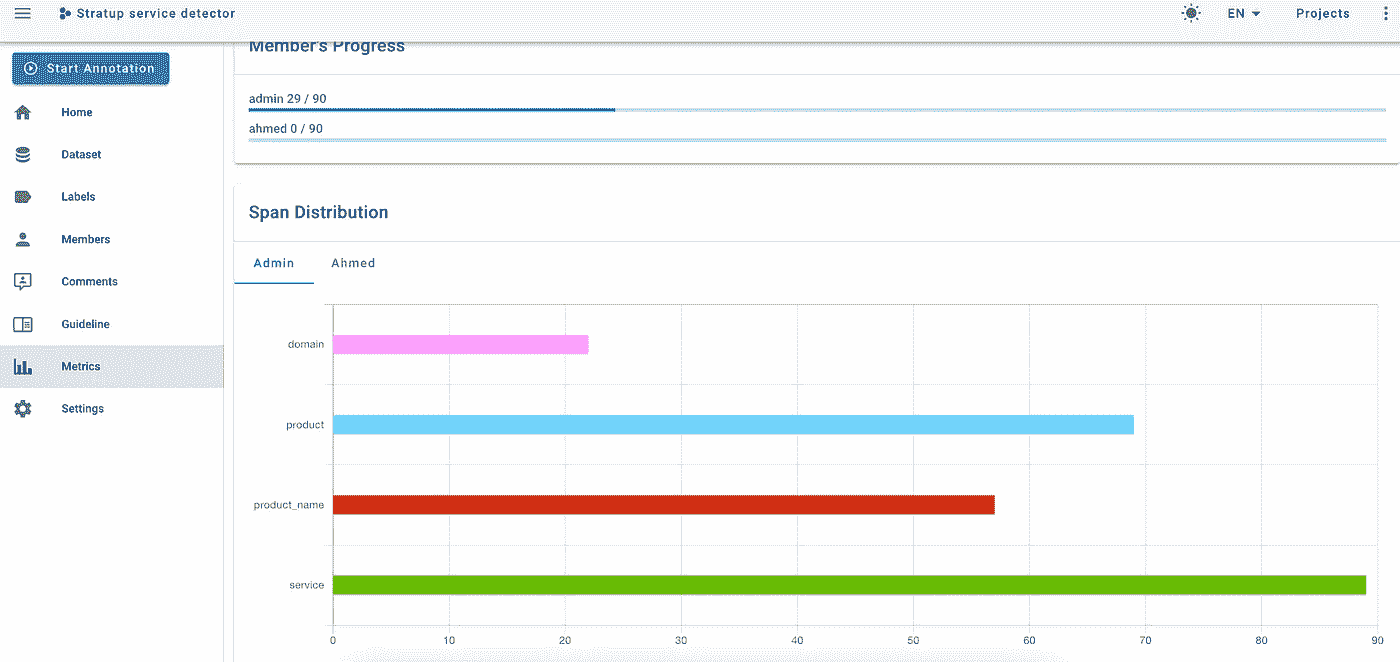 Stratup service detector
EN
Projects
Start Annotation
Home
Dataset
Labels
Members
Comments
Guideline
Metrics
Settings
Member's Progress
admin 29 / 90
ahmed 0 / 90
Span Distribution
Admin Ahmed
domain
product
product_name
service
0 10 20 30 40 50 60 70 80 90